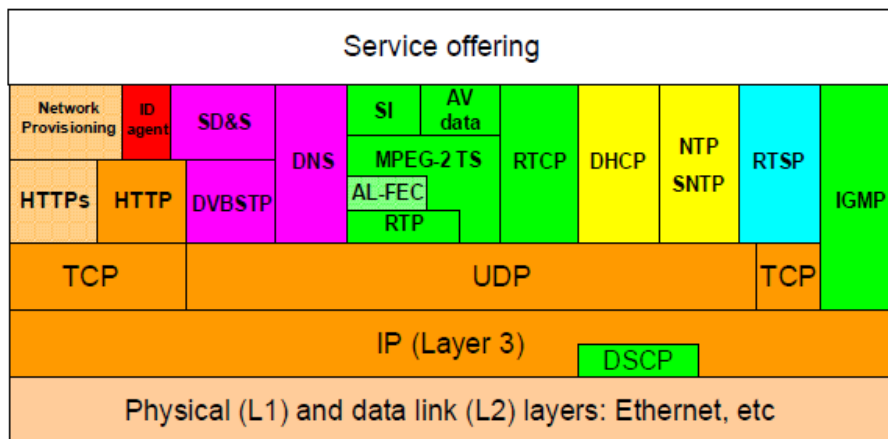 Service offering
Network
Provisioning
ID
agent
SD&S
DNS
SI
AV
data
MPEG-2 TS
AL-FEC
RTP
RTCP
DHCP
NTP
SNTP
RTSP
IGMP
HTTPs
HTTP
DVBSTP
TCP
UDP
TCP
IP (Layer 3)
DSCP
Physical (L1) and data link (L2) layers: Ethernet, etc